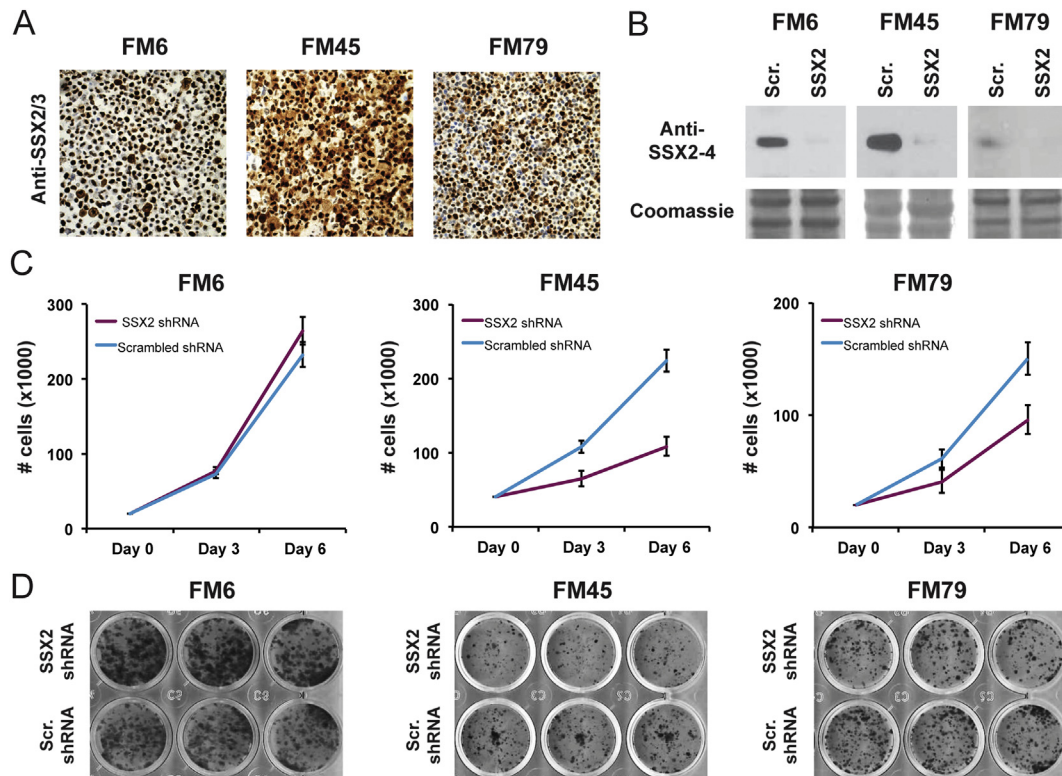 A
FM6 FM45 FM79
Anti-SSX2/3
B
FM6 FM45 FM79
Scr. SSX2 Scr. SSX2 Scr. SSX2
Anti-
SSX2-4
Coomassie
C
FM6
# cells (x1000)
300
200
100
0
SSX2 shRNA
Scrambled shRNA
Day 0 Day 3 Day 6
FM45
# cells (x1000)
300
200
100
0
SSX2 shRNA
Scrambled shRNA
Day 0 Day 3 Day 6
FM79
# cells (x1000)
200
100
0
SSX2 shRNA
Scrambled shRNA
Day 0 Day 3 Day 6
D
FM6 FM45 FM79
SSX2
shRNA
Scr.
shRNA
SSX2
shRNA
Scr.
shRNA
SSX2
shRNA
Scr.
shRNA